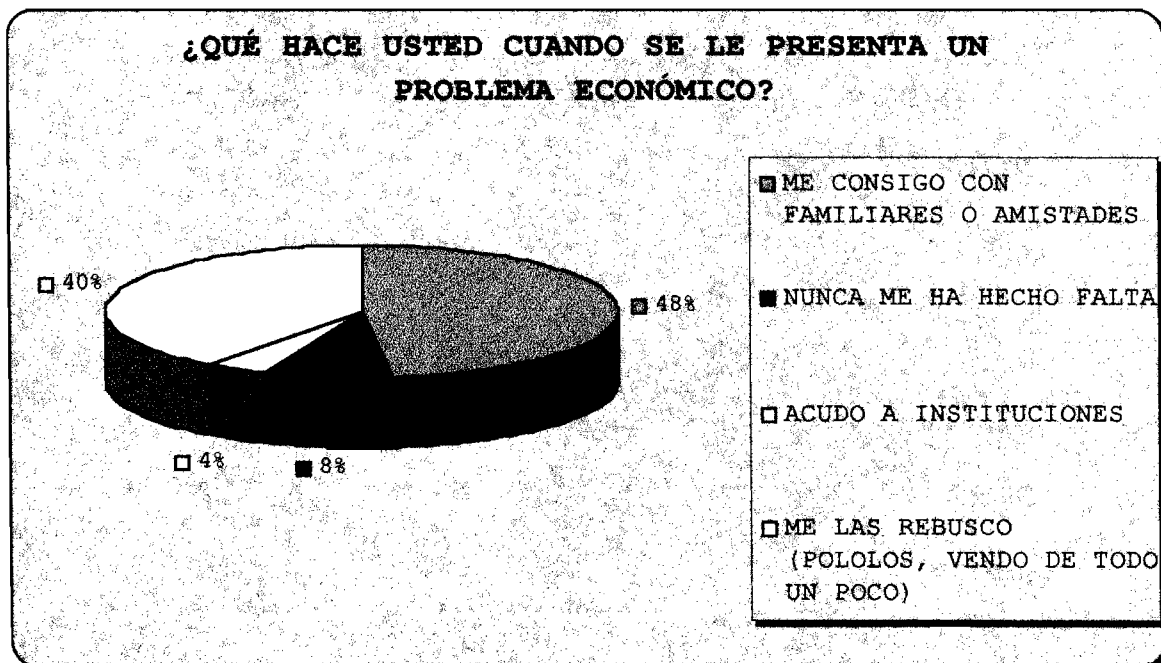 ¿QUÉ HACE USTED CUANDO SE LE PRESENTA UN
PROBLEMA ECONÓMICO?
40%
48%
4%
8%
ME CONSIGO CON
FAMILIARES O AMISTADES
NUNCA ME HA HECHO FALTA
ACUDO A INSTITUCIONES
ME LAS REBUSCO
(POLOLOS, VENDO DE TODO
UN POCO)